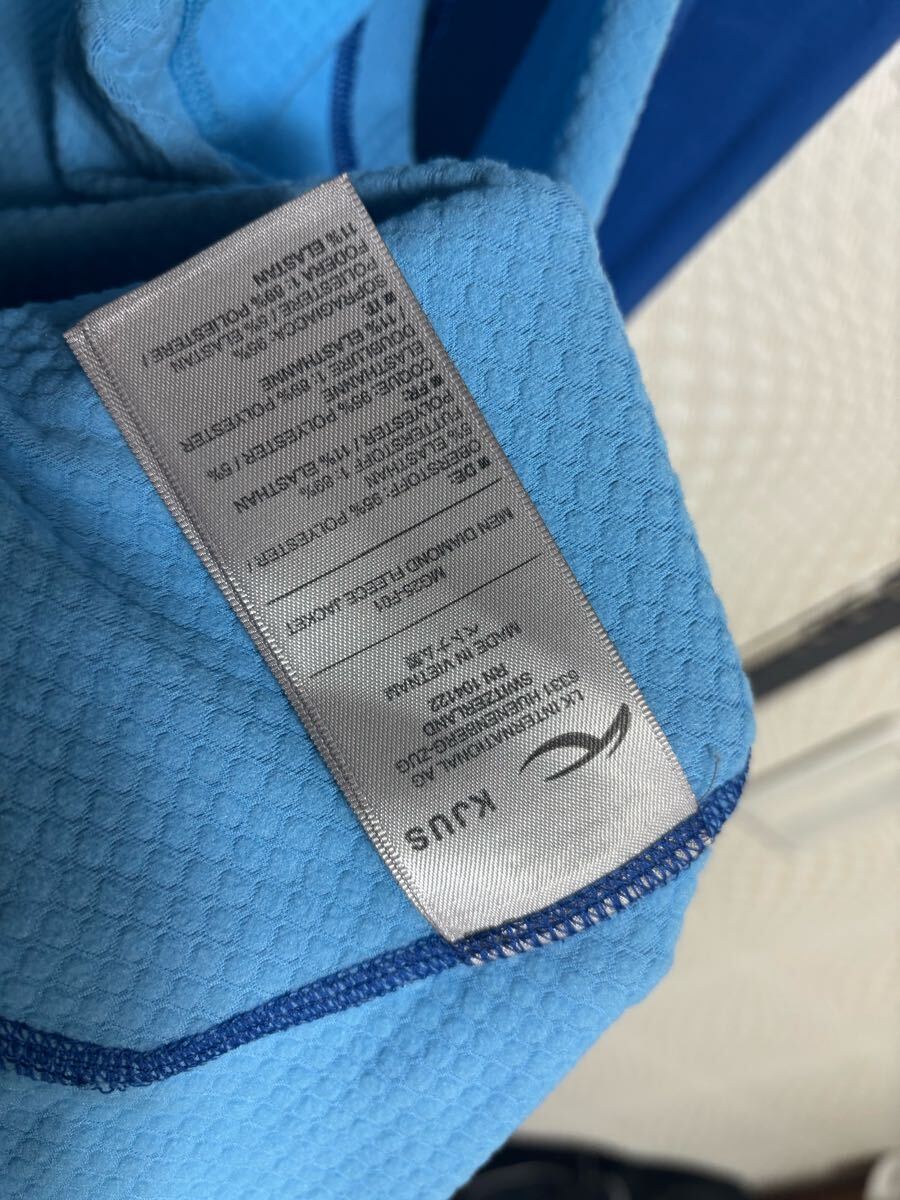 KJUS
LK INTERNATIONAL AG
6331 HUENENBERG-ZUG
SWITZERLAND
RN 104122
MADE IN VIETNAM
ベトナム製
MG25-F01
MEN DIAMOND FLEECE JACKET
■ DE:
OBERSTOFF: 95% POLYESTER /
5% ELASTHAN
FUTTERSTOFF 1: 89%
POLYESTER / 11% ELASTHAN
■ FR:
COQUE: 95% POLYESTER / 5%
ELASTHANNE
DOUBLURE 1: 89% POLYESTER
/ 11% ELASTHANNE
■ IT:
SOPRAGIACCA: 95%
POLIESTERE / 5% ELASTAN
FODERA 1: 89% POLIESTERE /
11% ELASTAN